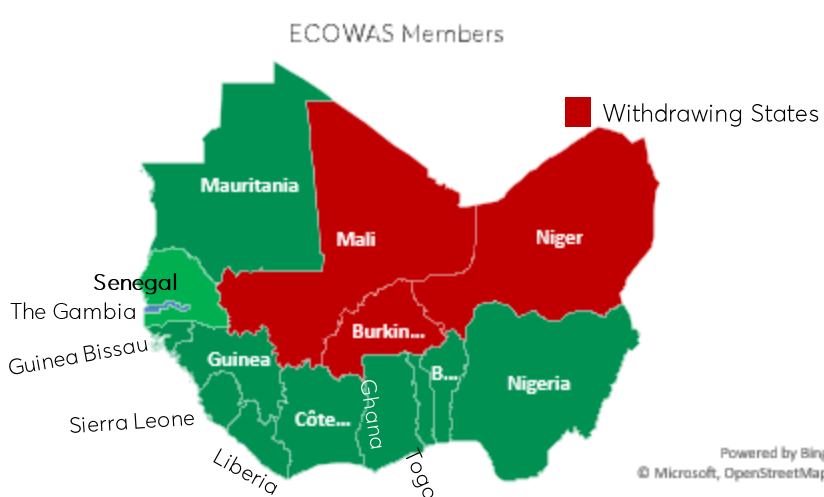 ECOWAS Members
Withdrawing States
Mauritania
Mali
Niger
Senegal
The Gambia
Burkin...
Guinea Bissau
Guinea
B...
Nigeria
Ghana
Côte...
Sierra Leone
Togo
Liberia
Powered by Bing
© Microsoft, OpenStreetMap